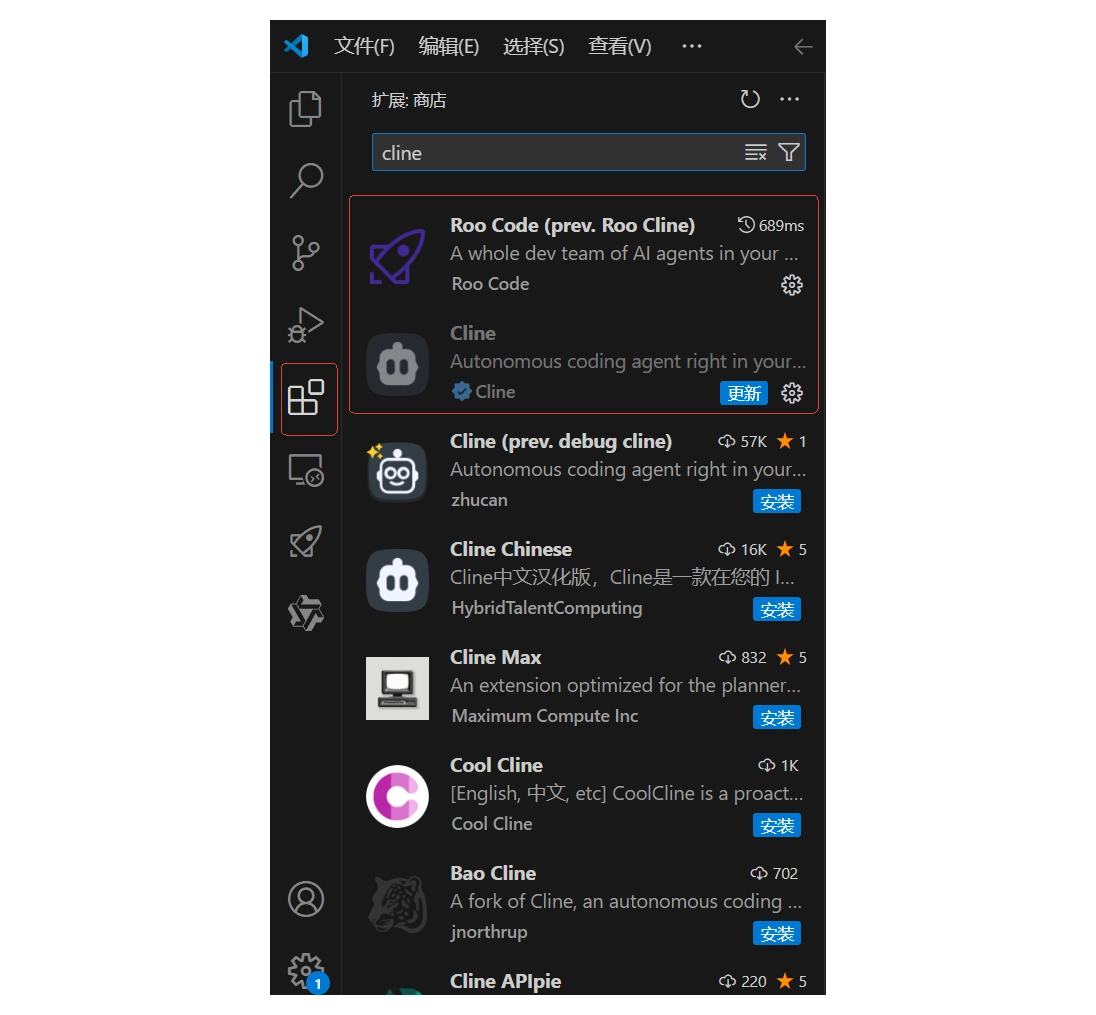 文件(F) 编辑(E) 选择(S) 查看(V) ···
扩展: 商店
cline
Roo Code (prev. Roo Cline) 689ms
A whole dev team of AI agents in your ...
Roo Code
Cline
Autonomous coding agent right in your...
Cline 更新
Cline (prev. debug cline) 57K ★ 1
Autonomous coding agent right in your...
zhucan 安装
Cline Chinese 16K ★ 5
Cline中文汉化版，Cline是一款在您的 I...
HybridTalentComputing 安装
Cline Max 832 ★ 5
An extension optimized for the planner...
Maximum Compute Inc 安装
Cool Cline 1K
[English, 中文, etc] CoolCline is a proact...
Cool Cline 安装
Bao Cline 702
A fork of Cline, an autonomous coding ...
jnorthrup 安装
Cline APIpie 220 ★ 5
1